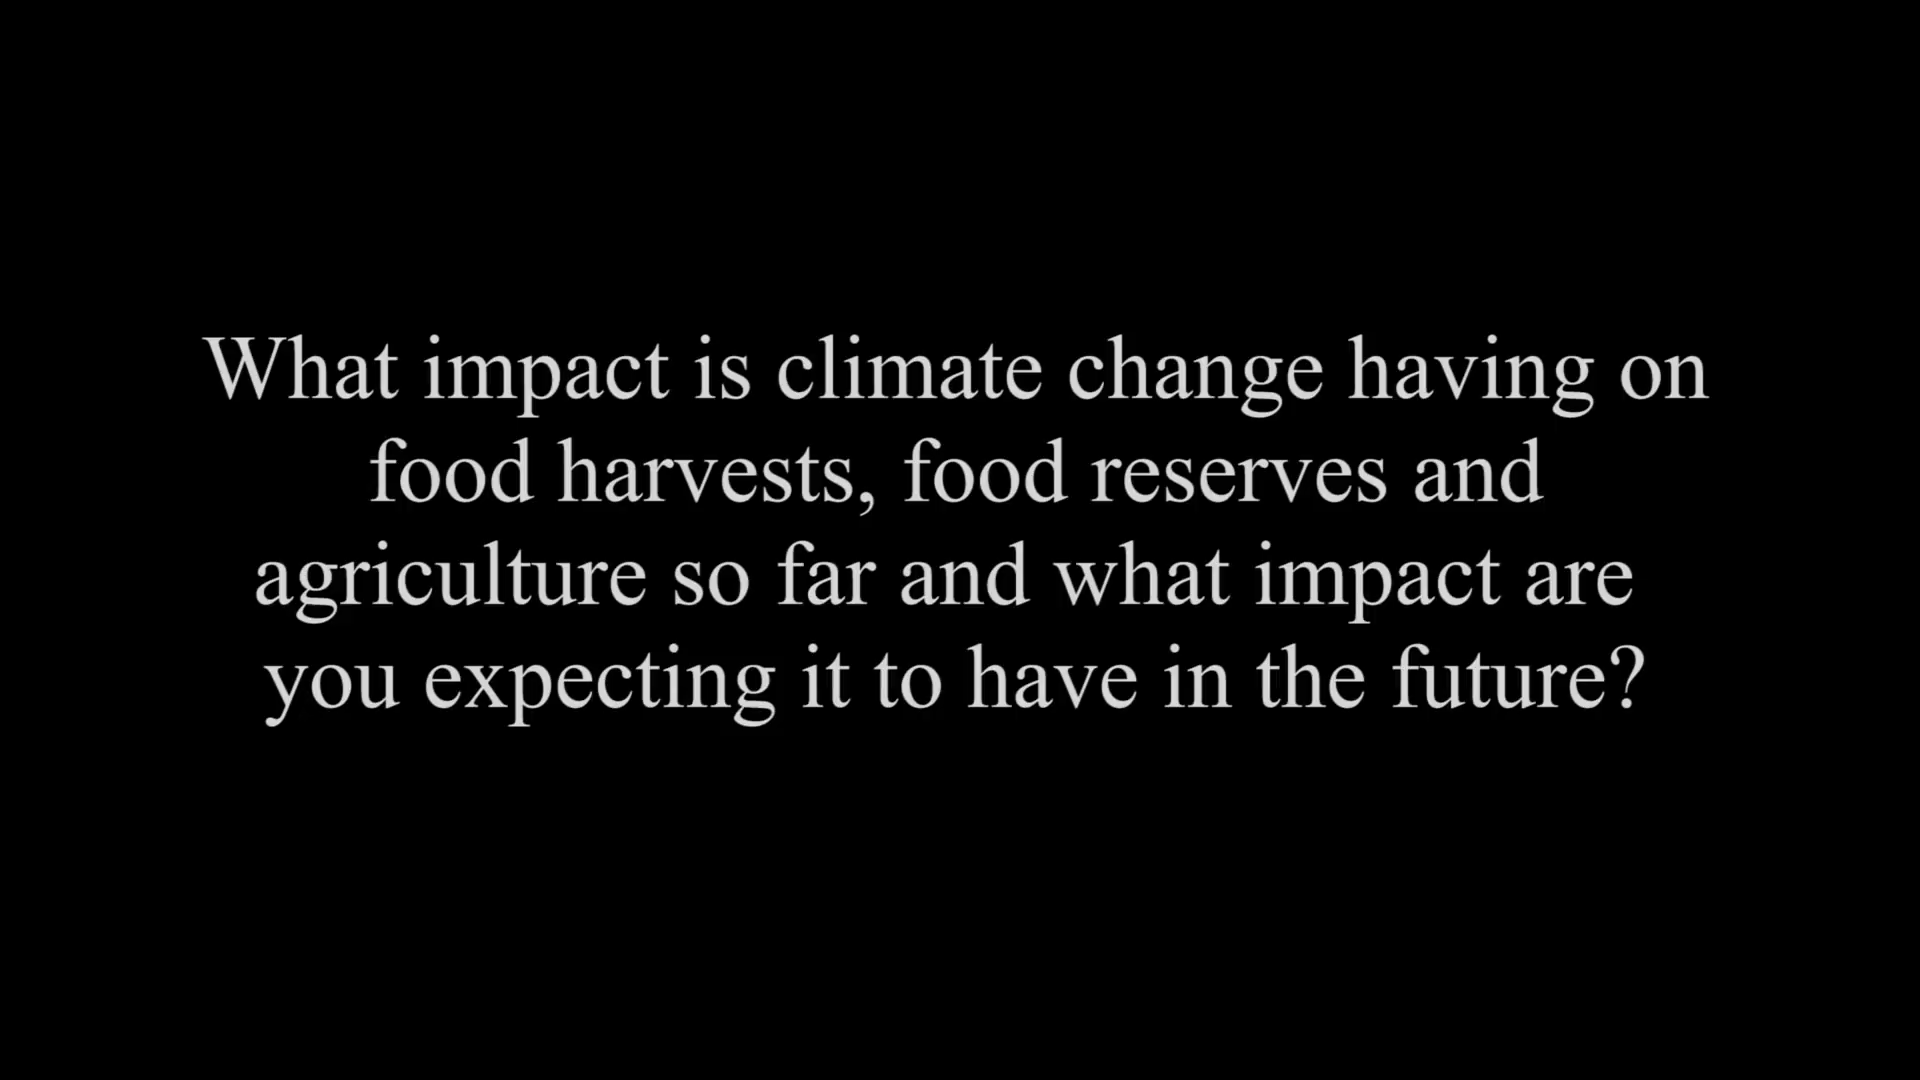 What impact is climate change having on
food harvests, food reserves and
agriculture so far and what impact are
you expecting it to have in the future?